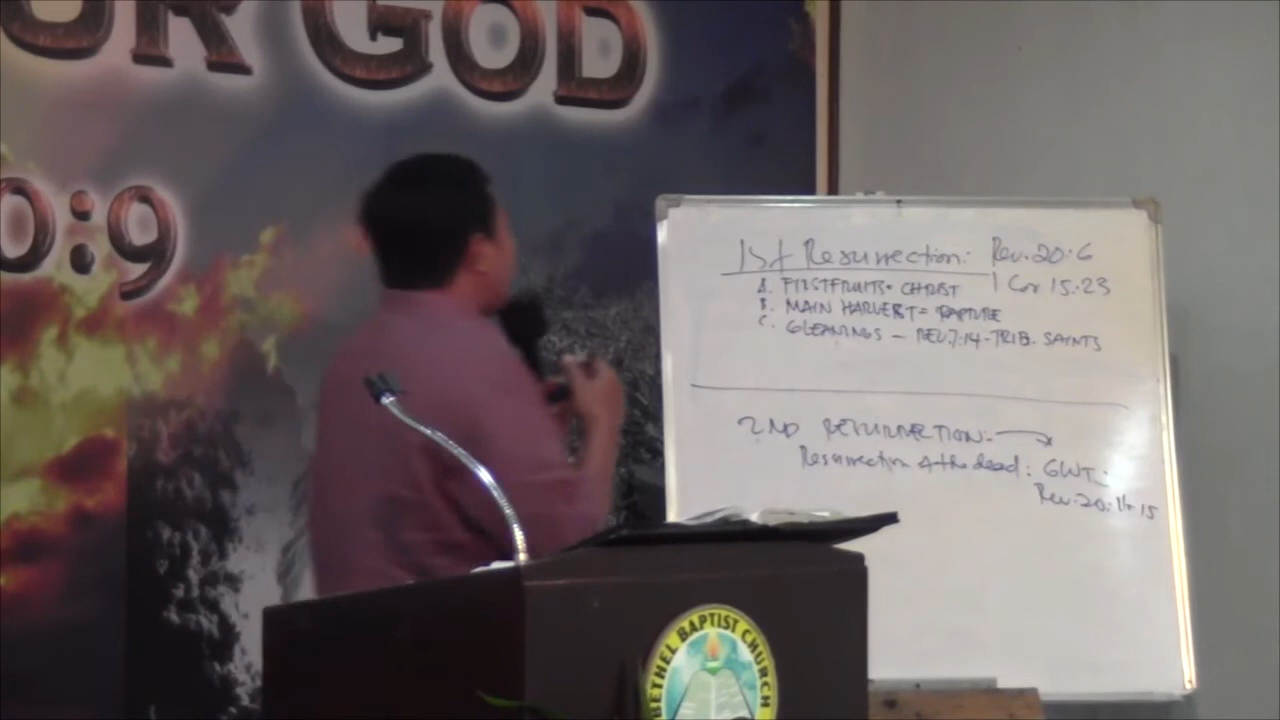 OR GOD
0:9
1st Resurrection: Rev. 20:6
1 Cor 15:23
A. FIRSTFRUITS = CHRIST
B. MAIN HARVEST = RAPTURE
C. GLEANINGS - REV. 7:14 - TRIB. SAINTS
2ND RESURRECTION:
Resurrection of the dead: GWT:
Rev. 20:11-15
BETHEL BAPTIST CHURCH